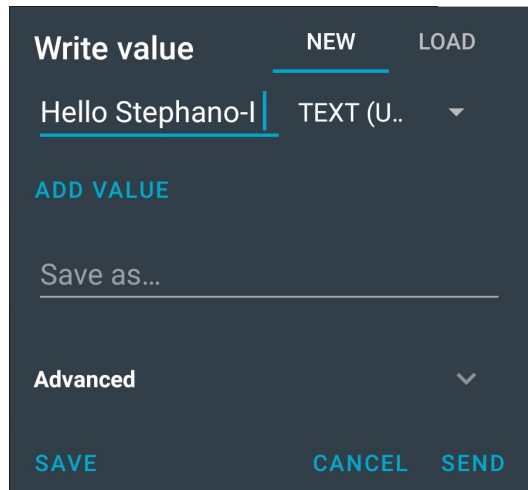 Write value NEW LOAD
Hello Stephano-I TEXT (U..
ADD VALUE
Save as...
Advanced
SAVE CANCEL SEND